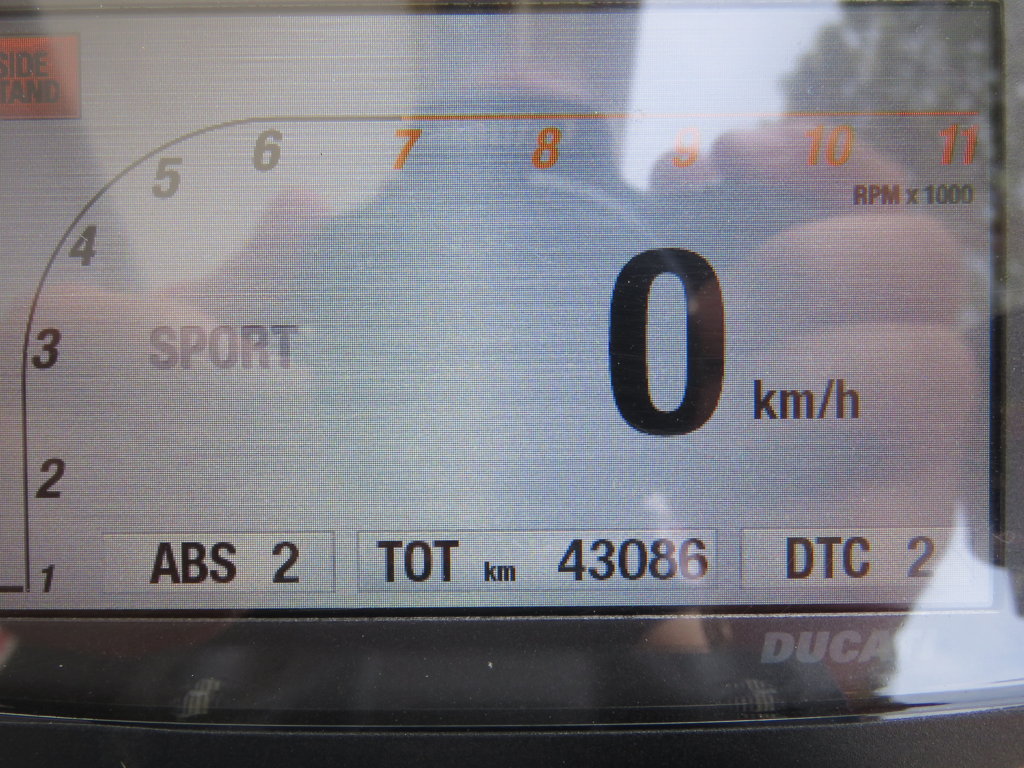 SIDE
TAND
6 7 8 9 10 11
5
RPM x 1000
4
0
3
SPORT
km/h
2
ABS 2 TOT km 43086 DTC 2
1
DUCATI